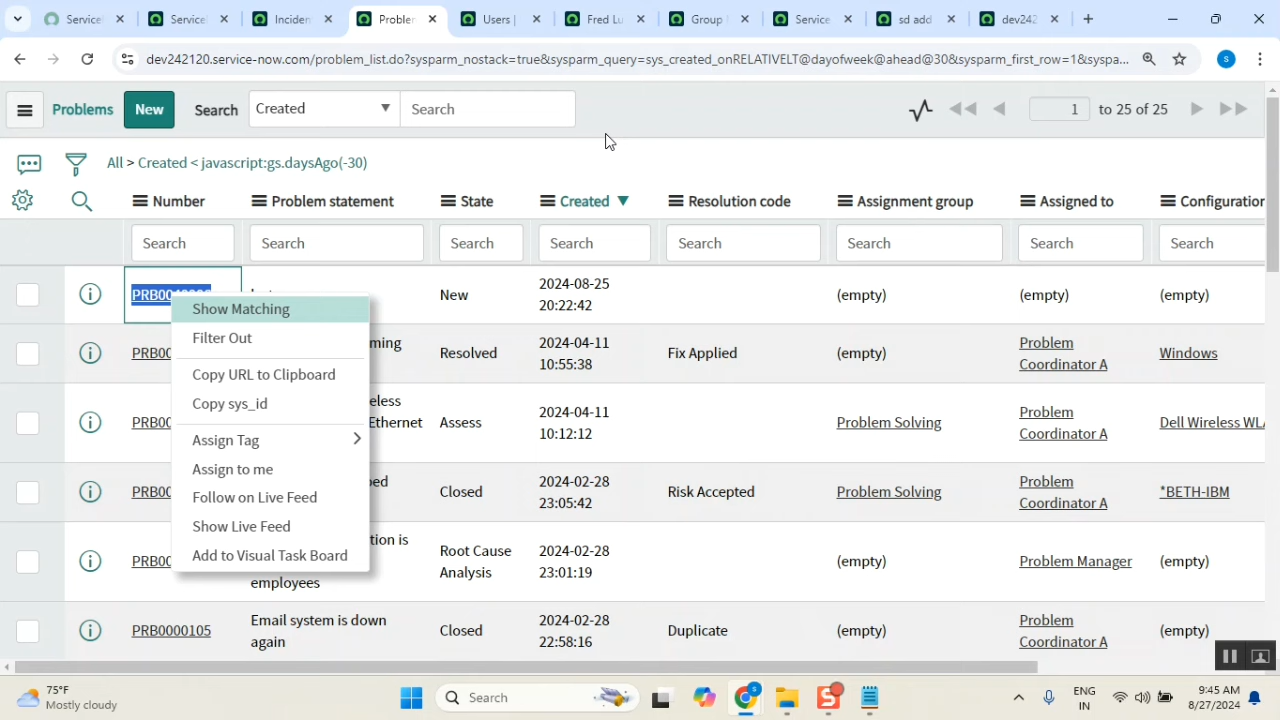 Service
Service
Inciden
Problem
Users |
Fred Lu
Group
Service
sd add
dev242
dev242120.service-now.com/problem_list.do?sysparm_nostack=true&sysparm_query=sys_created_onRELATIVELT@dayofweek@ahead@30&sysparm_first_row=1&syspa...
Problems New Search Created Search 1 to 25 of 25
All > Created < javascript:gs.daysAgo(-30)
Number Problem statement State Created Resolution code Assignment group Assigned to Configuration
Search Search Search Search Search Search Search Search
New 2024-08-25 20:22:42 (empty) (empty) (empty)
PRB00 ming Resolved 2024-04-11 10:55:38 Fix Applied (empty) Problem Coordinator A Windows
PRB00 eless Ethernet Assess 2024-04-11 10:12:12 Problem Solving Problem Coordinator A Dell Wireless WLA
PRB00 ed Closed 2024-02-28 23:05:42 Risk Accepted Problem Solving Problem Coordinator A *BETH-IBM
PRB00 tion is employees Root Cause Analysis 2024-02-28 23:01:19 (empty) Problem Manager (empty)
PRB0000105 Email system is down again Closed 2024-02-28 22:58:16 Duplicate (empty) Problem Coordinator A (empty)
Show Matching
Filter Out
Copy URL to Clipboard
Copy sys_id
Assign Tag
Assign to me
Follow on Live Feed
Show Live Feed
Add to Visual Task Board
75°F
Mostly cloudy
Search
ENG
IN
9:45 AM
8/27/2024